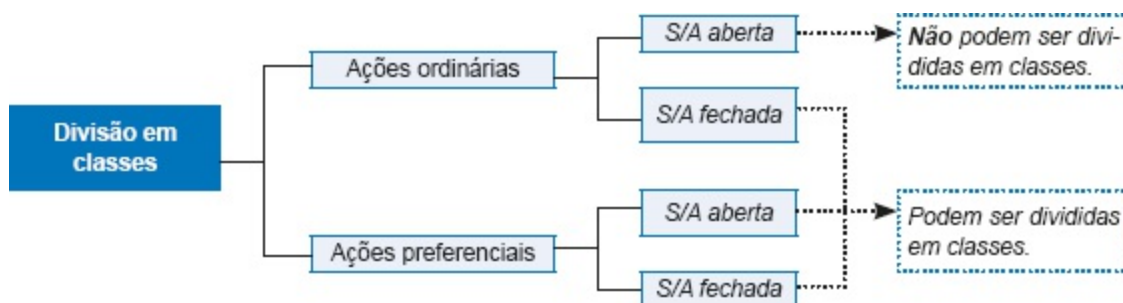 Divisão em
classes
Ações ordinárias
S/A aberta
Não podem ser divi-
didas em classes.
S/A fechada
Ações preferenciais
S/A aberta
Podem ser divididas
em classes.
S/A fechada